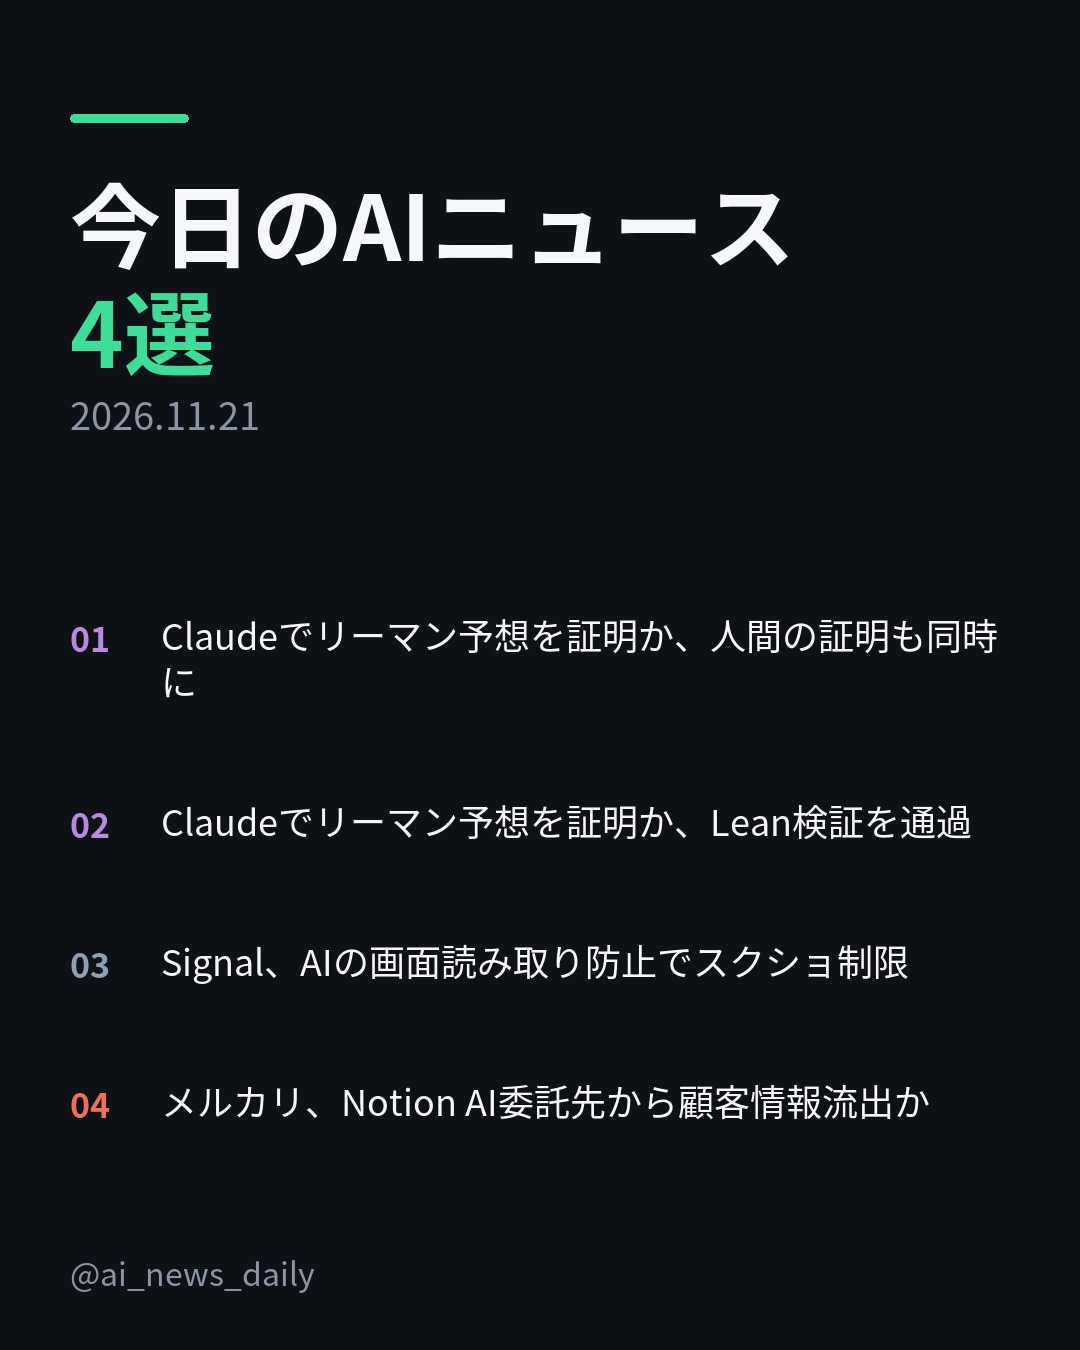 今日のAIニュース
4選
2026.11.21
01 Claudeでリーマン予想を証明か、人間の証明も同時
に
02 Claudeでリーマン予想を証明か、Lean検証を通過
03 Signal、AIの画面読み取り防止でスクショ制限
04 メルカリ、Notion AI委託先から顧客情報流出か
@ai_news_daily